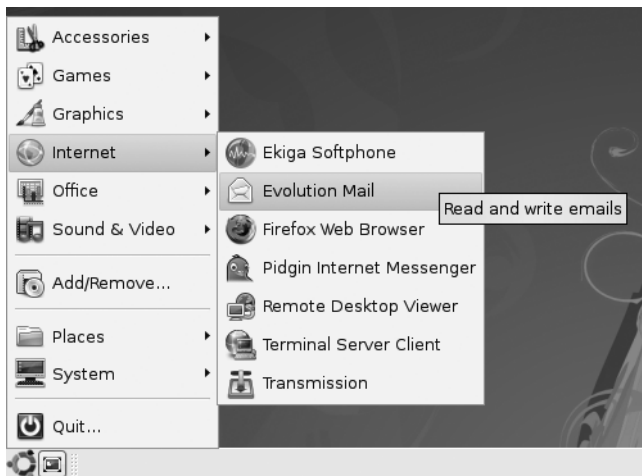 Accessories
Games
Graphics
Internet
Office
Sound & Video
Add/Remove...
Places
System
Quit...
Ekiga Softphone
Evolution Mail
Firefox Web Browser
Pidgin Internet Messenger
Remote Desktop Viewer
Terminal Server Client
Transmission
Read and write emails